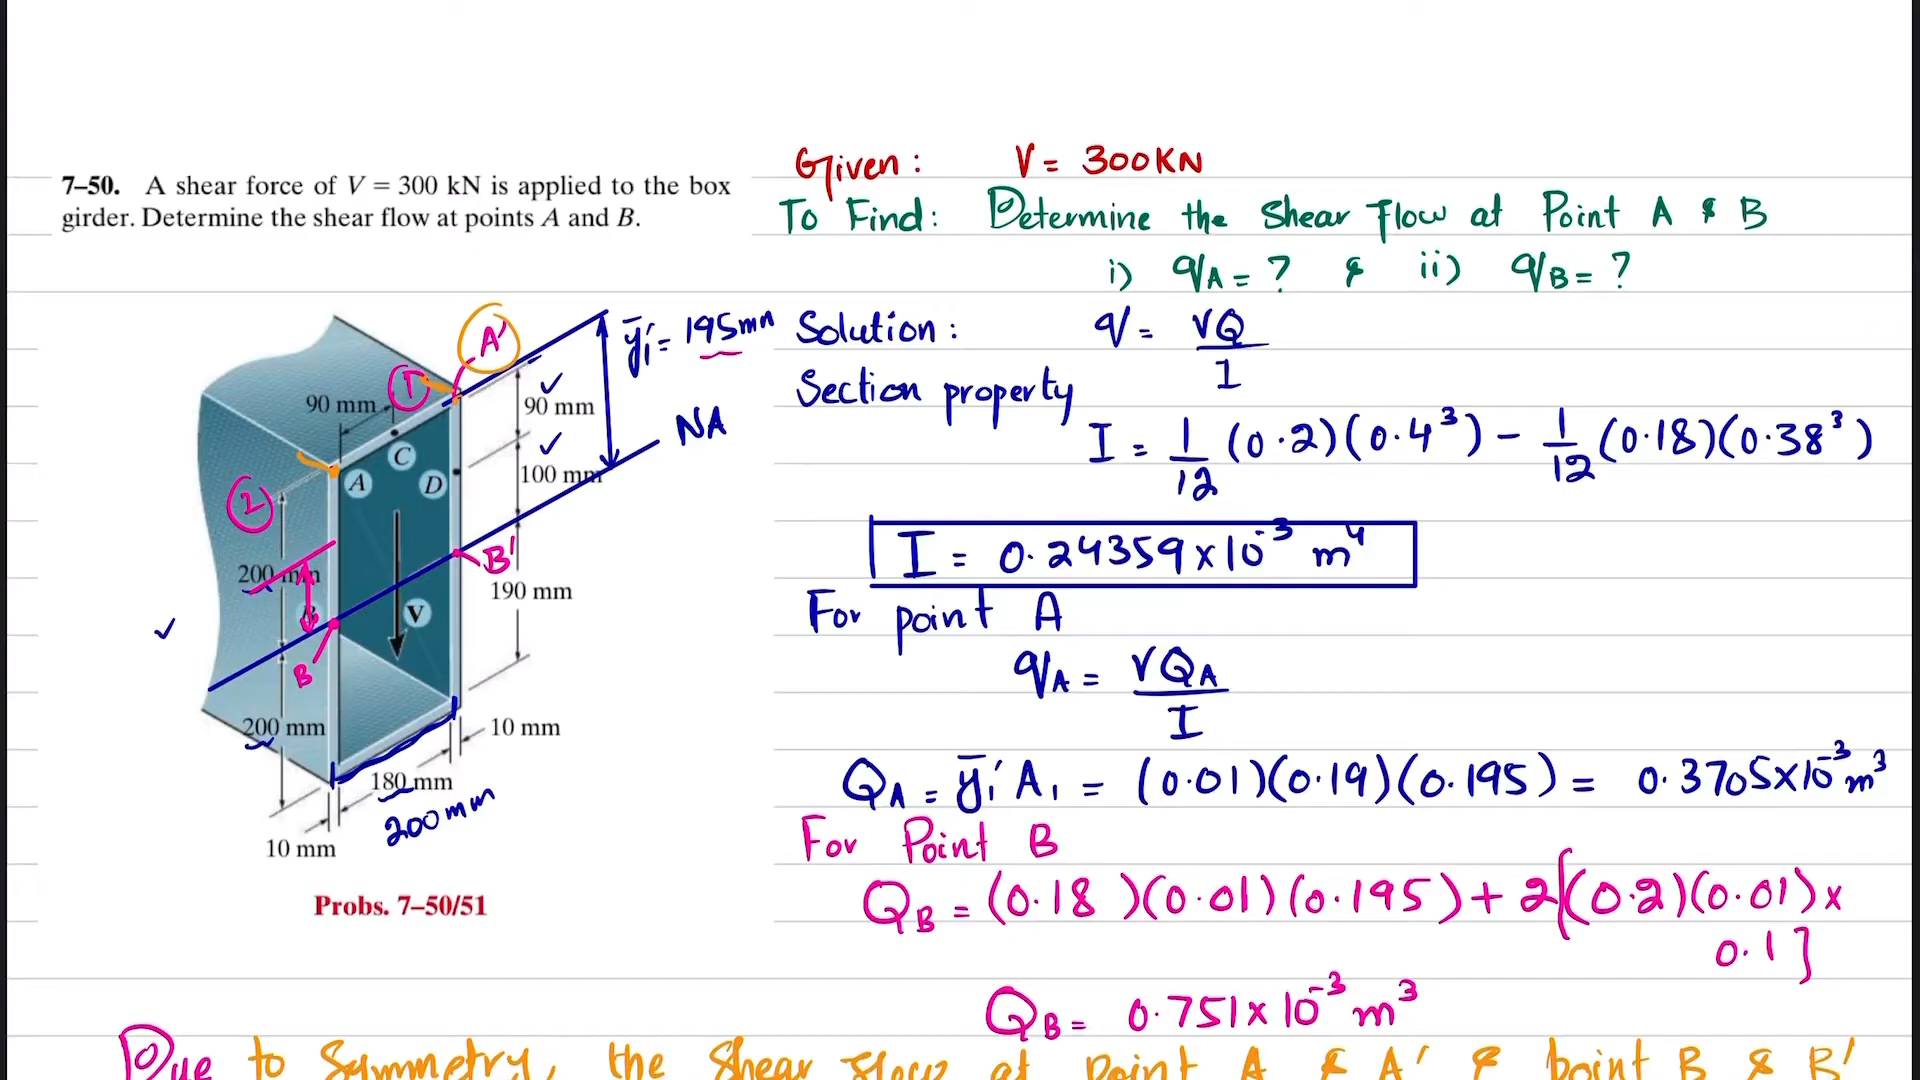 7–50. A shear force of V = 300 kN is applied to the box
girder. Determine the shear flow at points A and B.
Given : V = 300KN
To Find: Determine the Shear Flow at Point A & B
i) qA = ? & ii) qB = ?
Solution : q = VQ/I
Section property
I = 1/12 (0.2)(0.4³) - 1/12 (0.18)(0.38³)
I = 0.24359×10⁻³ m⁴
For point A
qA = VQA/I
QA = ȳ₁′ A₁ = (0.01)(0.19)(0.195) = 0.3705×10⁻³m³
For Point B
QB = (0.18)(0.01)(0.195) + 2[(0.2)(0.01)×
0.1]
QB = 0.751×10⁻³ m³
Due to Symmetry, the Shear Flow at point A & A' & point B & B'
A'
ȳ₁′ = 195mm
1
90 mm
90 mm
NA
C
A
D
100 mm
2
B'
200 mm
190 mm
B
V
B
200 mm
10 mm
180 mm
200mm
10 mm
Probs. 7–50/51